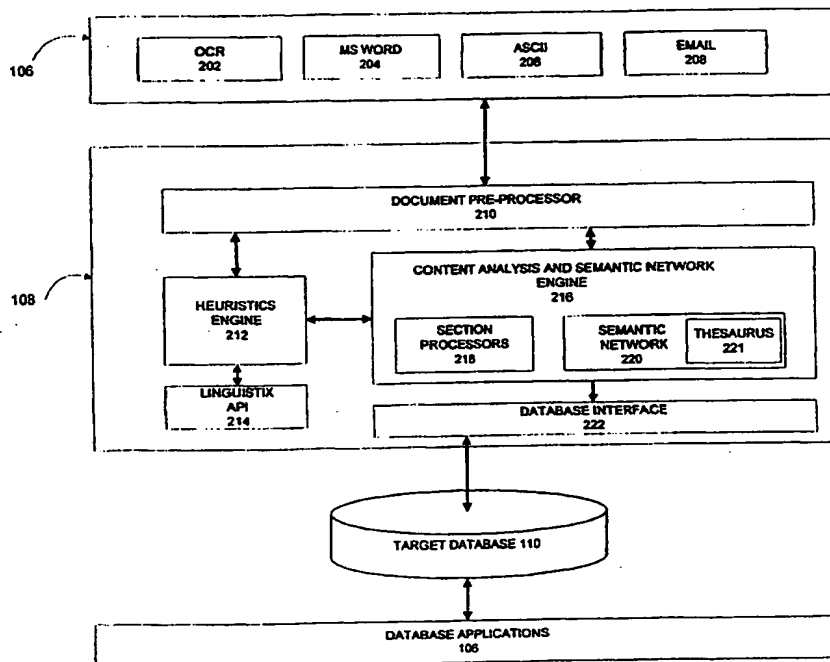 106
OCR
202
MS WORD
204
ASCII
206
EMAIL
208
DOCUMENT PRE-PROCESSOR
210
108
HEURISTICS
ENGINE
212
LINGUISTIX
API
214
CONTENT ANALYSIS AND SEMANTIC NETWORK
ENGINE
216
SECTION
PROCESSORS
218
SEMANTIC
NETWORK
220
THESAURUS
221
DATABASE INTERFACE
222
TARGET DATABASE 110
DATABASE APPLICATIONS
106